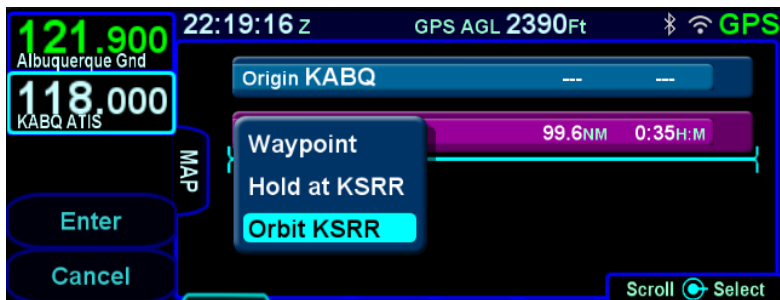 121.900
Albuquerque Gnd
118.000
KABQ ATIS
22:19:16 Z GPS AGL 2390Ft GPS
Origin KABQ --- ---
99.6NM 0:35H:M
MAP
Waypoint
Hold at KSRR
Orbit KSRR
Enter
Cancel
Scroll Select